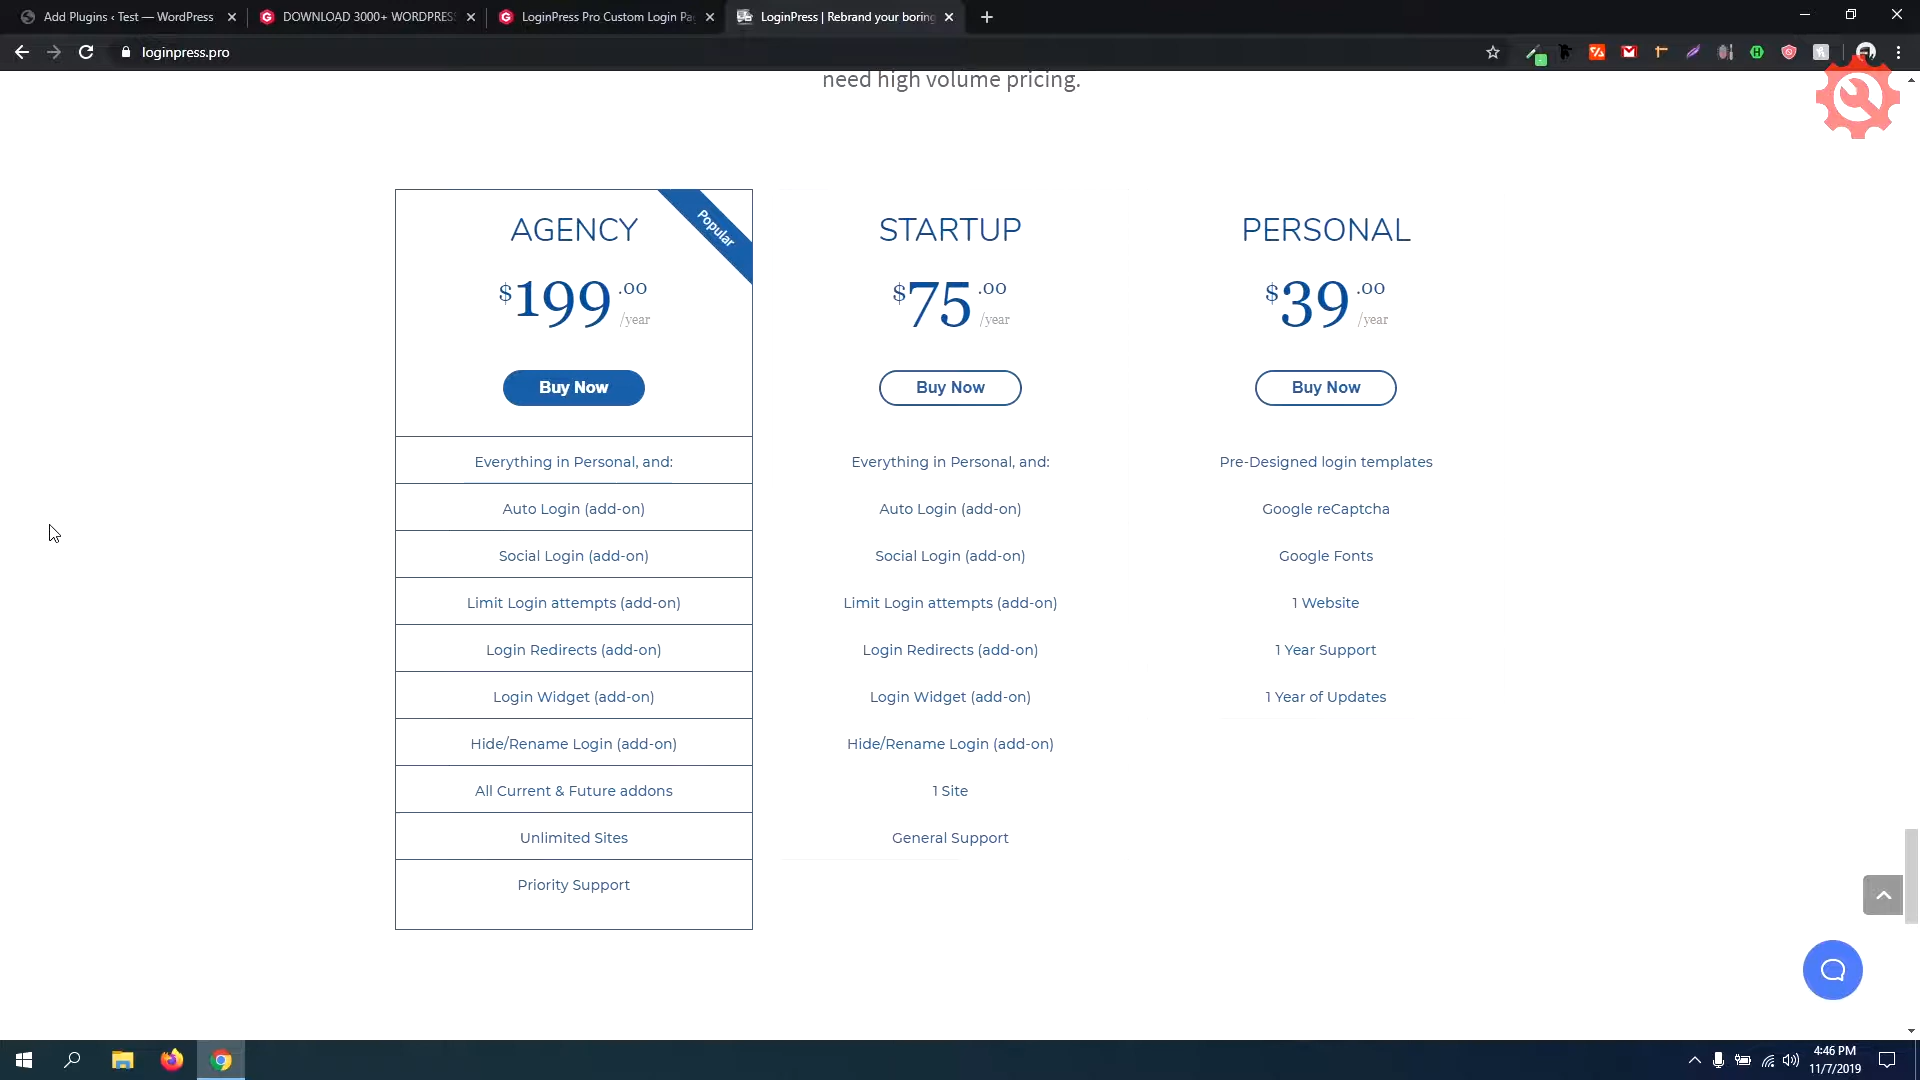 Add Plugins ‹ Test — WordPress
DOWNLOAD 3000+ WORDPRESS
LoginPress Pro Custom Login Pa
LoginPress | Rebrand your boring
loginpress.pro
need high volume pricing.
AGENCY
Popular
$199.00
/year
Buy Now
Everything in Personal, and:
Auto Login (add-on)
Social Login (add-on)
Limit Login attempts (add-on)
Login Redirects (add-on)
Login Widget (add-on)
Hide/Rename Login (add-on)
All Current & Future addons
Unlimited Sites
Priority Support
STARTUP
$75.00
/year
Buy Now
Everything in Personal, and:
Auto Login (add-on)
Social Login (add-on)
Limit Login attempts (add-on)
Login Redirects (add-on)
Login Widget (add-on)
Hide/Rename Login (add-on)
1 Site
General Support
PERSONAL
$39.00
/year
Buy Now
Pre-Designed login templates
Google reCaptcha
Google Fonts
1 Website
1 Year Support
1 Year of Updates
4:46 PM
11/7/2019